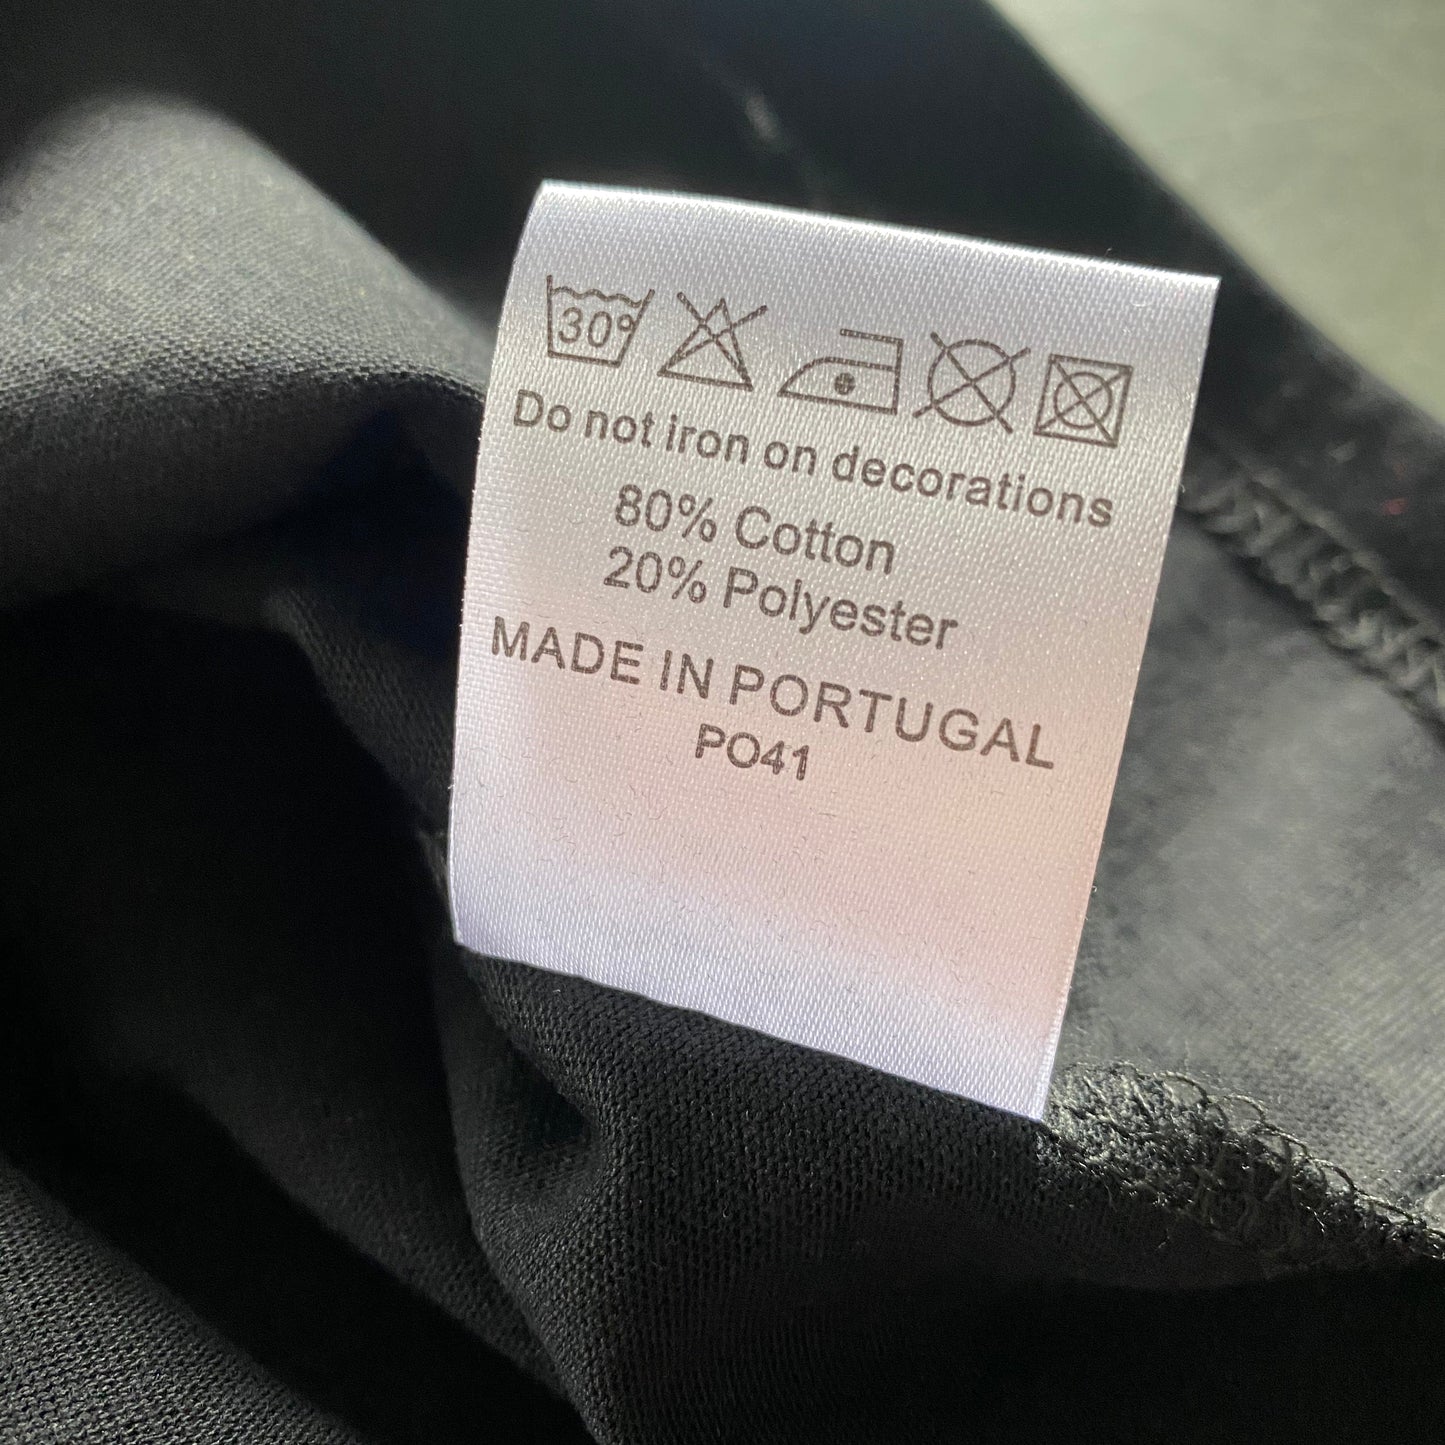 30°
Do not iron on decorations
80% Cotton
20% Polyester
MADE IN PORTUGAL
PO41